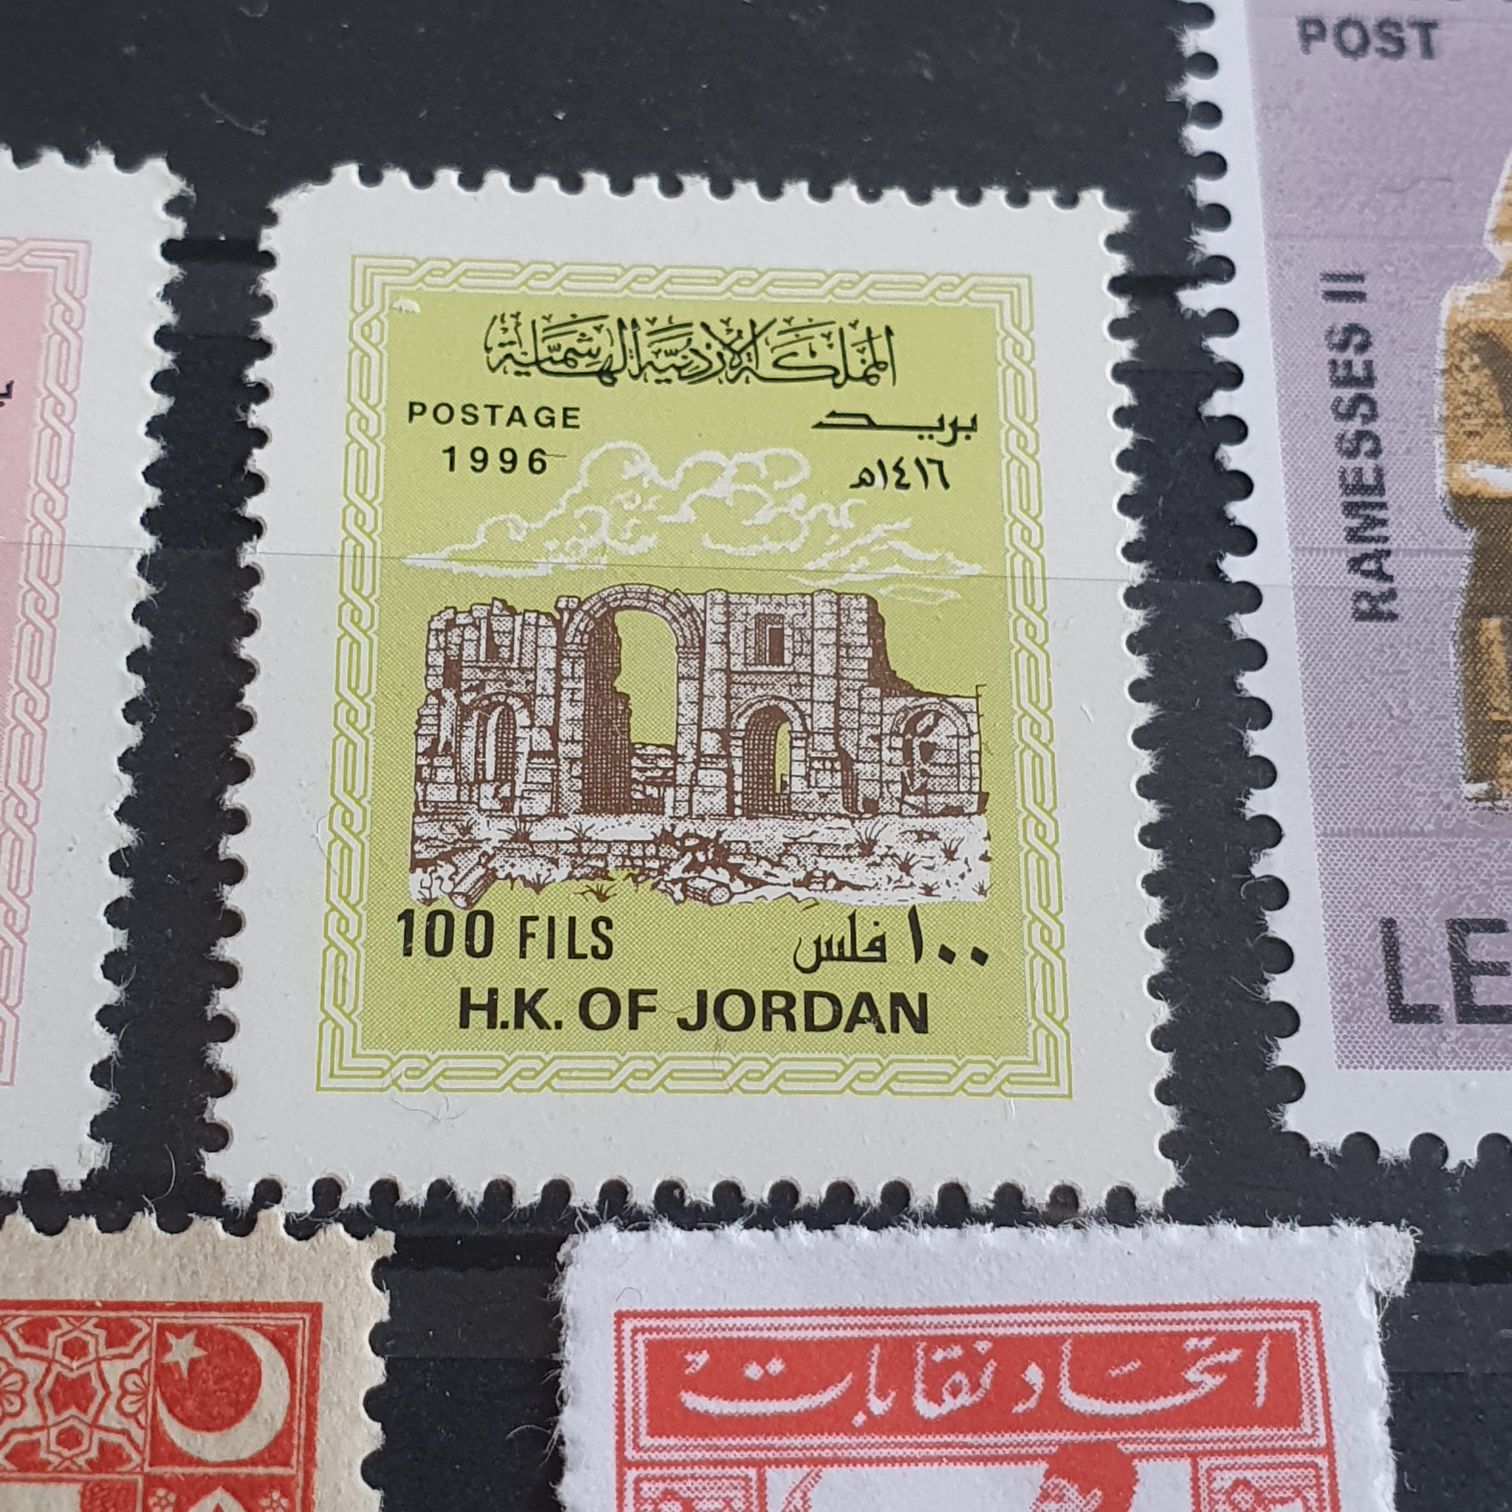 المملكة الأردنية الهاشمية
POSTAGE بريد
1996 ١٤١٦هـ
100 FILS ١٠٠ فلس
H.K. OF JORDAN
POST
RAMESSES II
LE
اتحاد نقابات